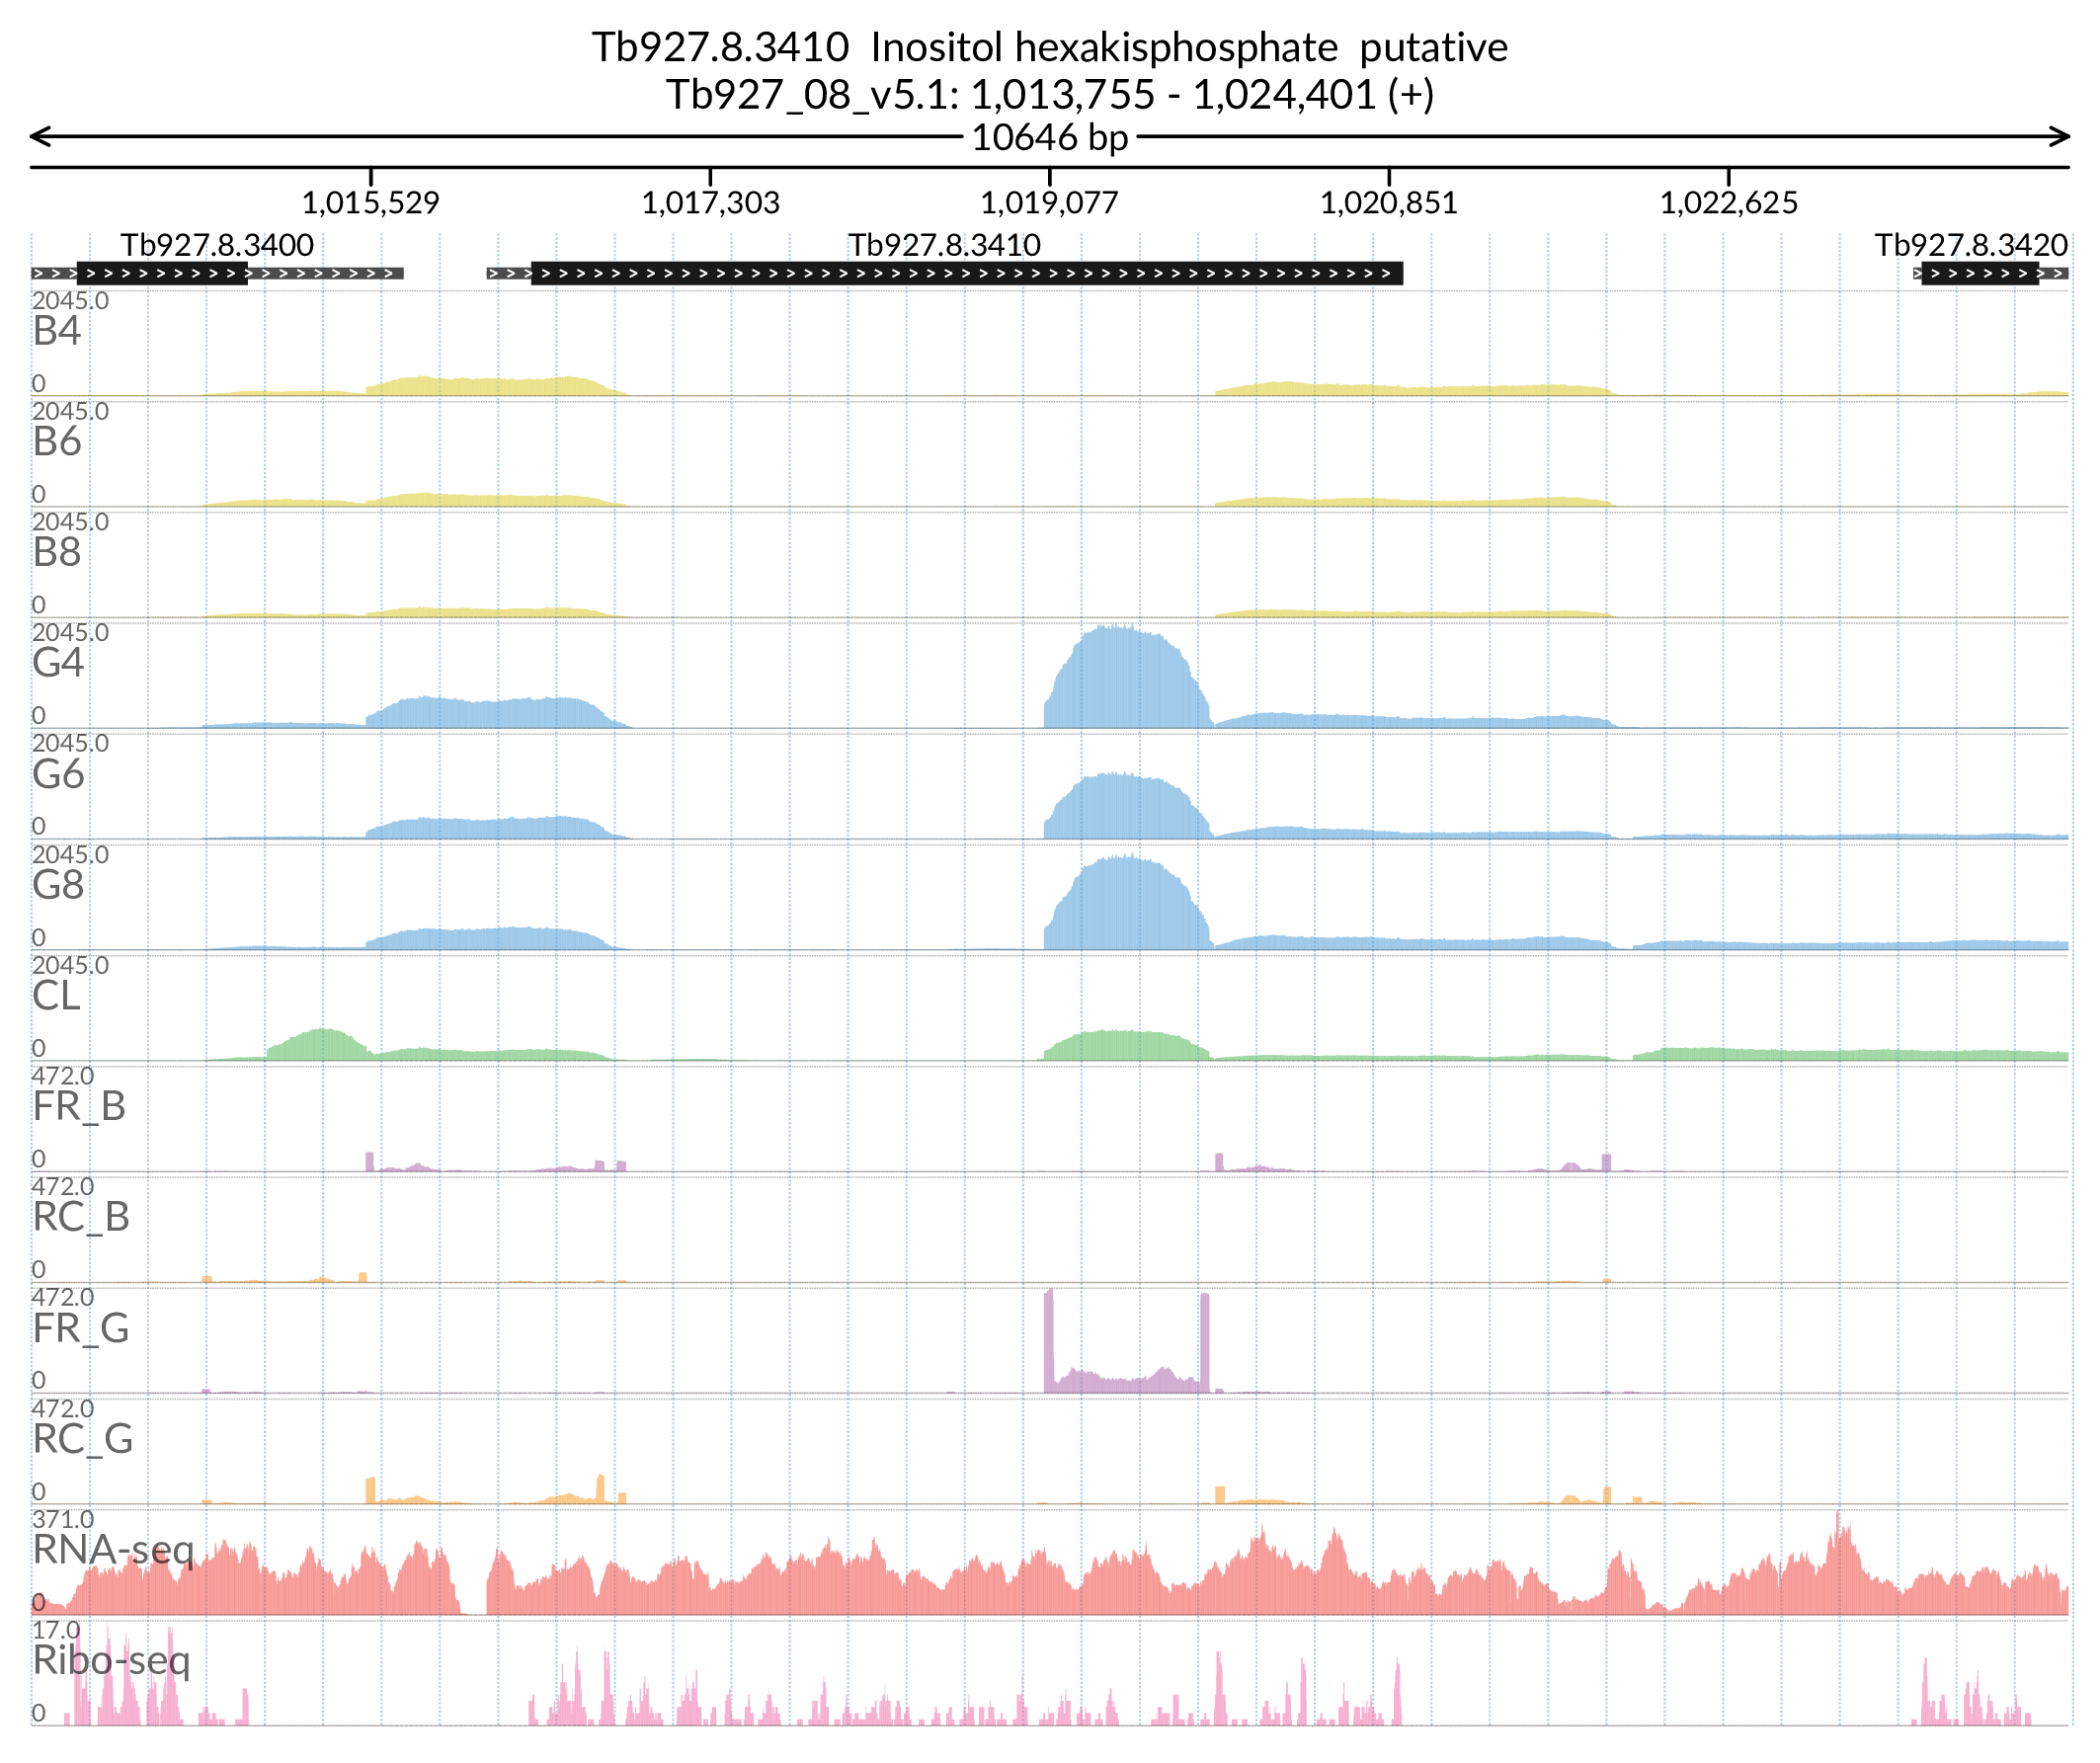 Tb927.8.3410  Inositol hexakisphosphate  putative
Tb927_08_v5.1: 1,013,755 - 1,024,401 (+)
10646 bp
1,015,529 1,017,303 1,019,077 1,020,851 1,022,625
Tb927.8.3400 Tb927.8.3410 Tb927.8.3420
2045.0
B4
0
2045.0
B6
0
2045.0
B8
0
2045.0
G4
0
2045.0
G6
0
2045.0
G8
0
2045.0
CL
0
472.0
FR_B
0
472.0
RC_B
0
472.0
FR_G
0
472.0
RC_G
0
371.0
RNA-seq
0
17.0
Ribo-seq
0